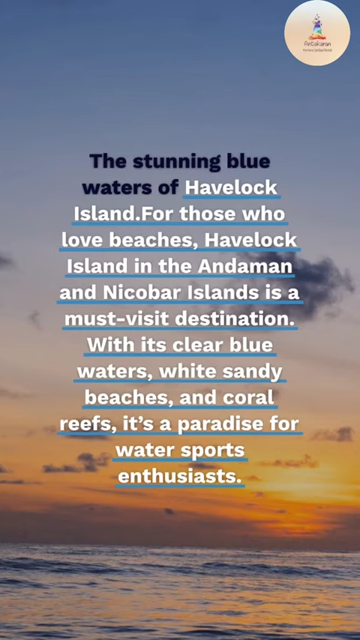 Antakaran
The stunning blue
waters of Havelock
Island.For those who
love beaches, Havelock
Island in the Andaman
and Nicobar Islands is a
must-visit destination.
With its clear blue
waters, white sandy
beaches, and coral
reefs, it's a paradise for
water sports
enthusiasts.